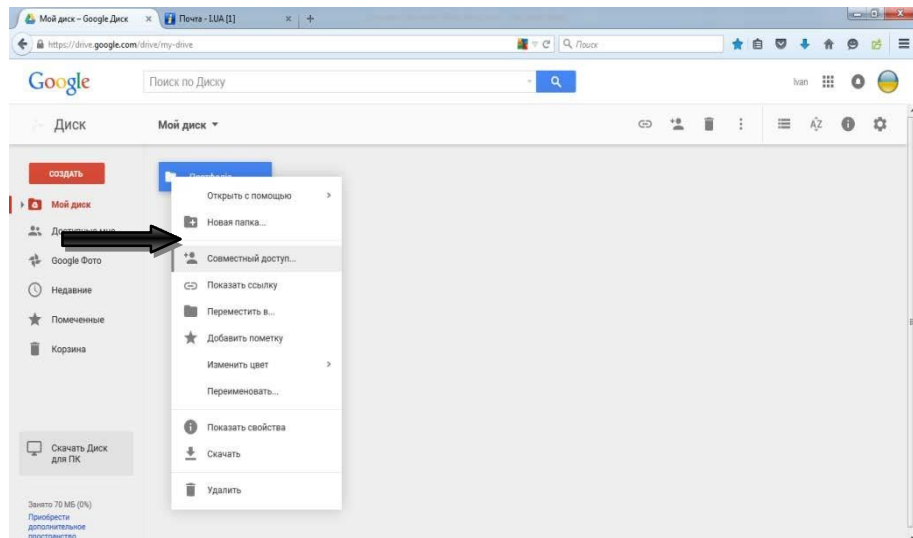 Мой диск – Google Диск
Почта - I.UA [1]
https://drive.google.com/drive/my-drive
Поиск
Google
Поиск по Диску
Ivan
Диск
Мой диск
AZ
СОЗДАТЬ
Мой диск
Google Фото
Недавние
Помеченные
Корзина
Скачать Диск
для ПК
Занято 70 МБ (0%)
Приобрести
дополнительное
пространство
Открыть с помощью
Новая папка...
Совместный доступ...
Показать ссылку
Переместить в...
Добавить пометку
Изменить цвет
Переименовать...
Показать свойства
Скачать
Удалить